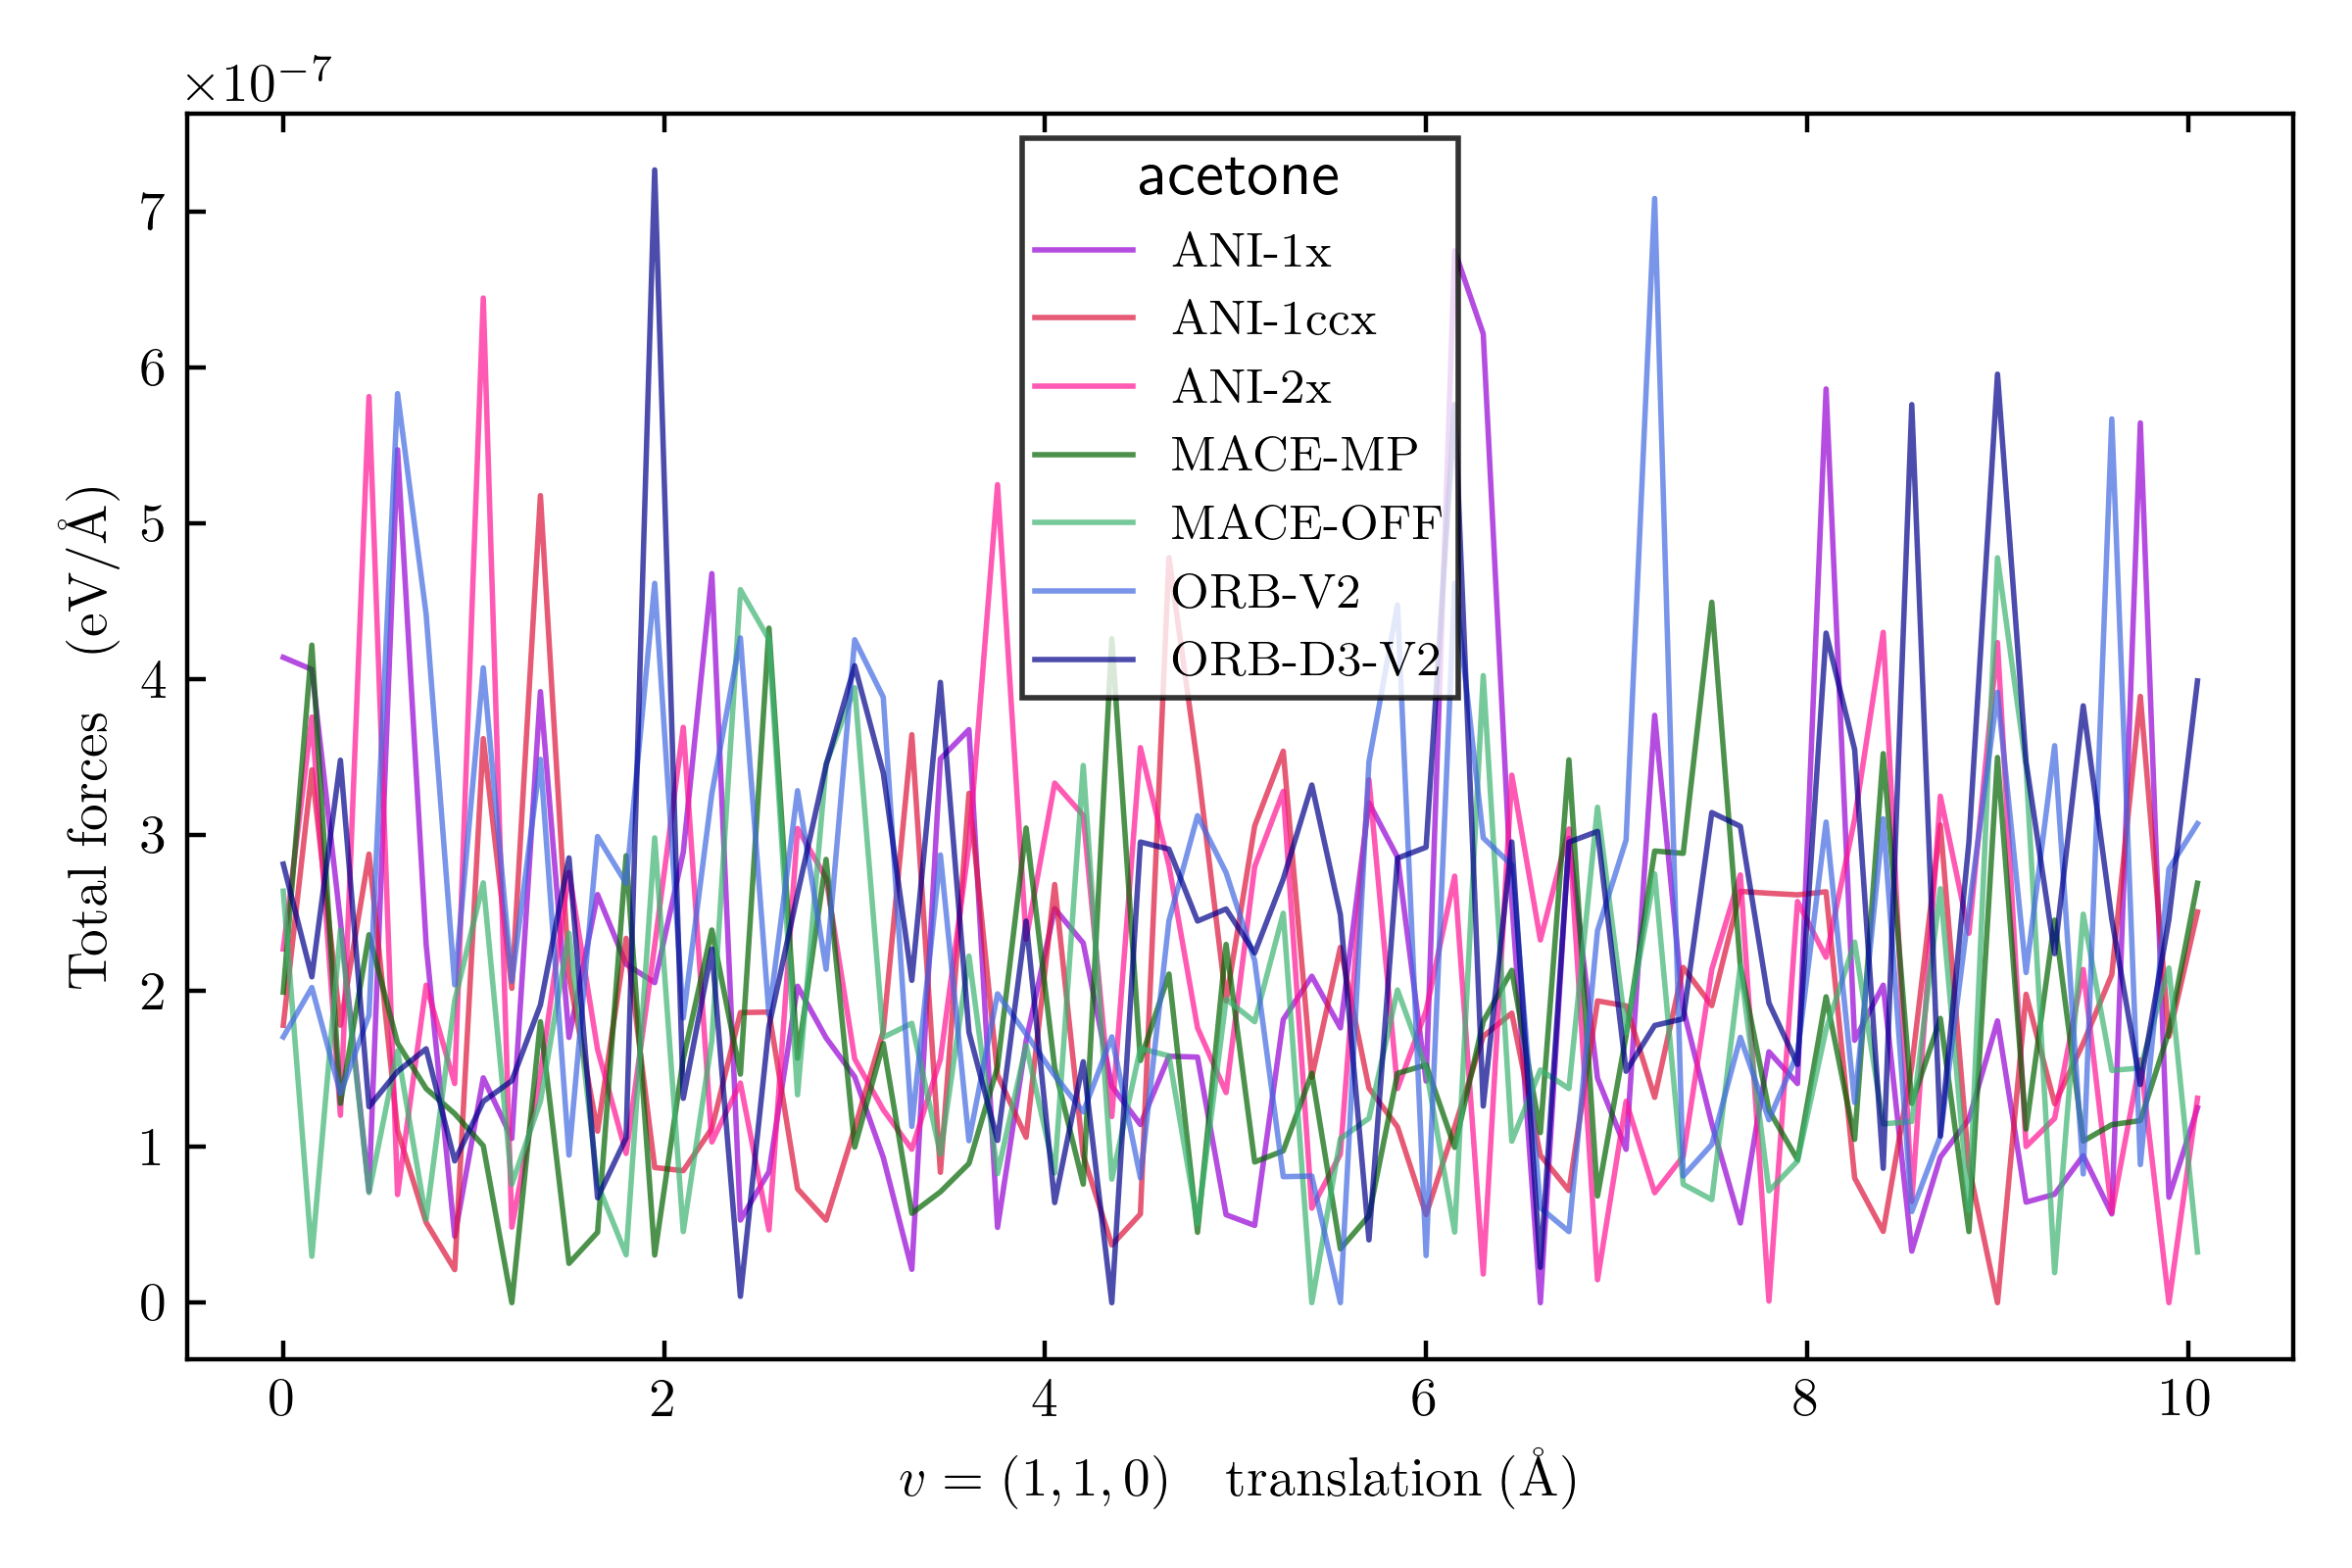 ×10⁻⁷
acetone
ANI-1x
ANI-1ccx
ANI-2x
MACE-MP
MACE-OFF
ORB-V2
ORB-D3-V2
Total forces (eV/Å)
7
6
5
4
3
2
1
0
0 2 4 6 8 10
v = (1, 1, 0) translation (Å)